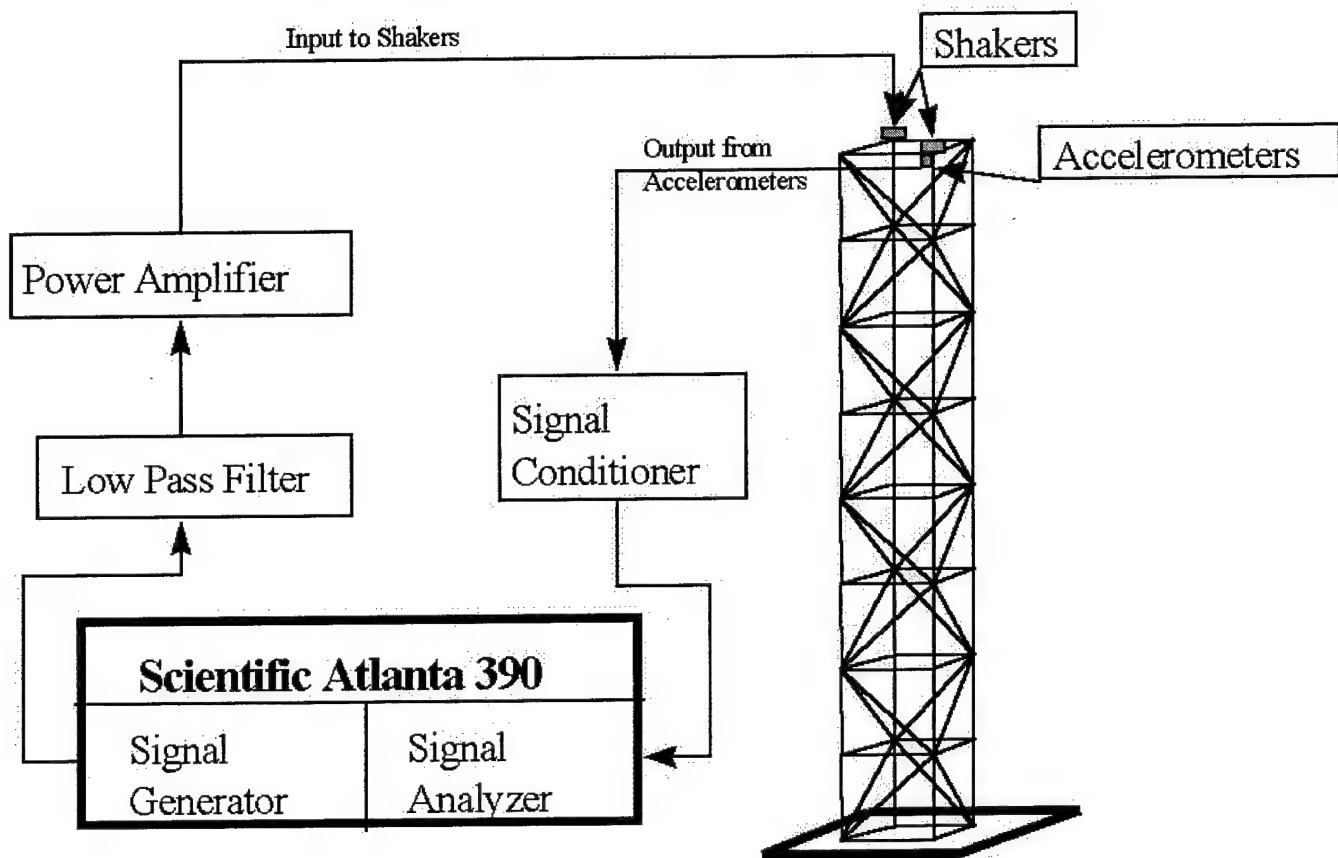 Input to Shakers
Shakers
Output from
Accelerometers
Accelerometers
Power Amplifier
Signal
Conditioner
Low Pass Filter
Scientific Atlanta 390
Signal
Generator
Signal
Analyzer